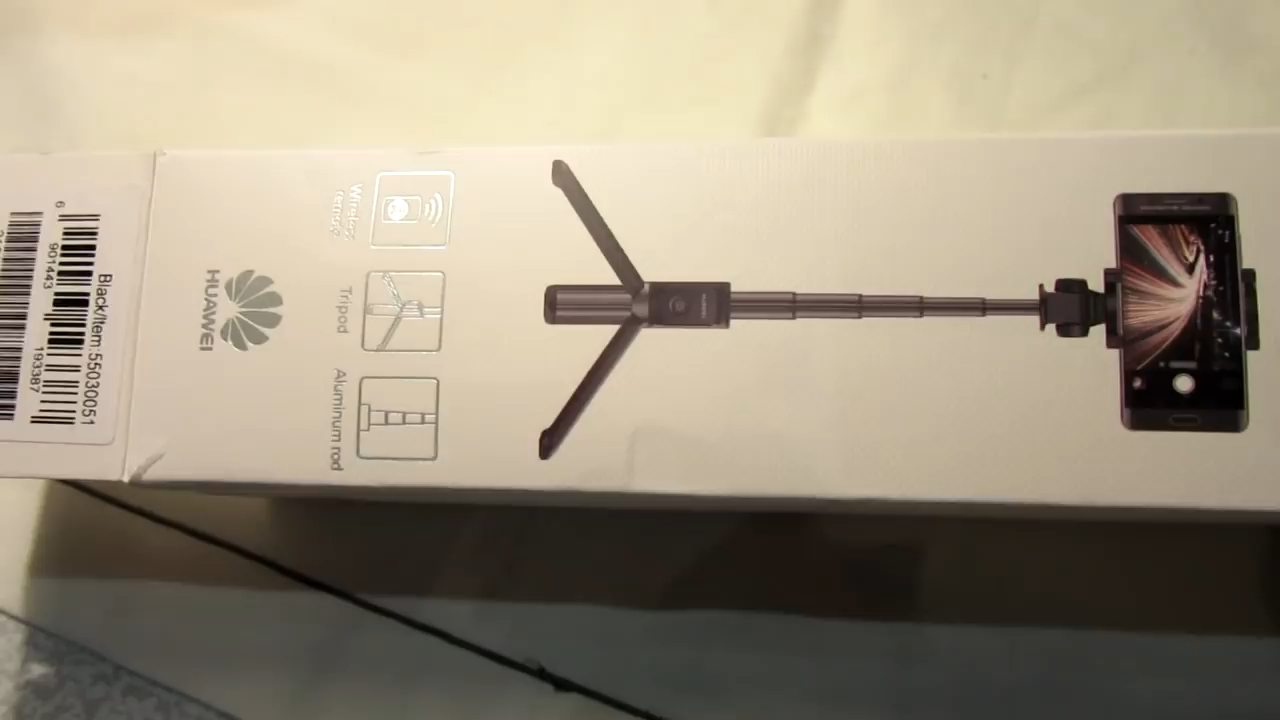 Wireless
remote
Tripod
Aluminum rod
HUAWEI
Black/Item:55030051
6 901443 193387